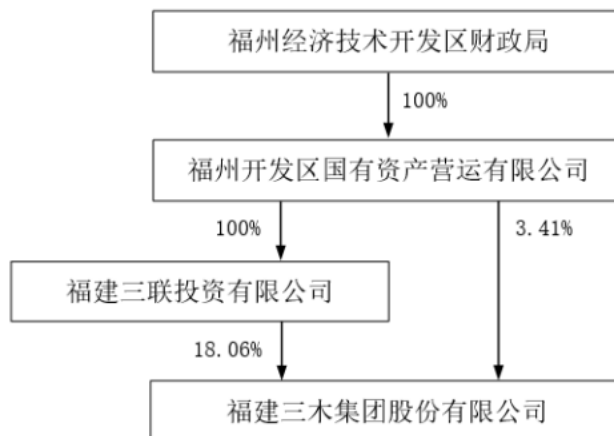 福州经济技术开发区财政局
100%
福州开发区国有资产营运有限公司
100%
3.41%
福建三联投资有限公司
18.06%
福建三木集团股份有限公司